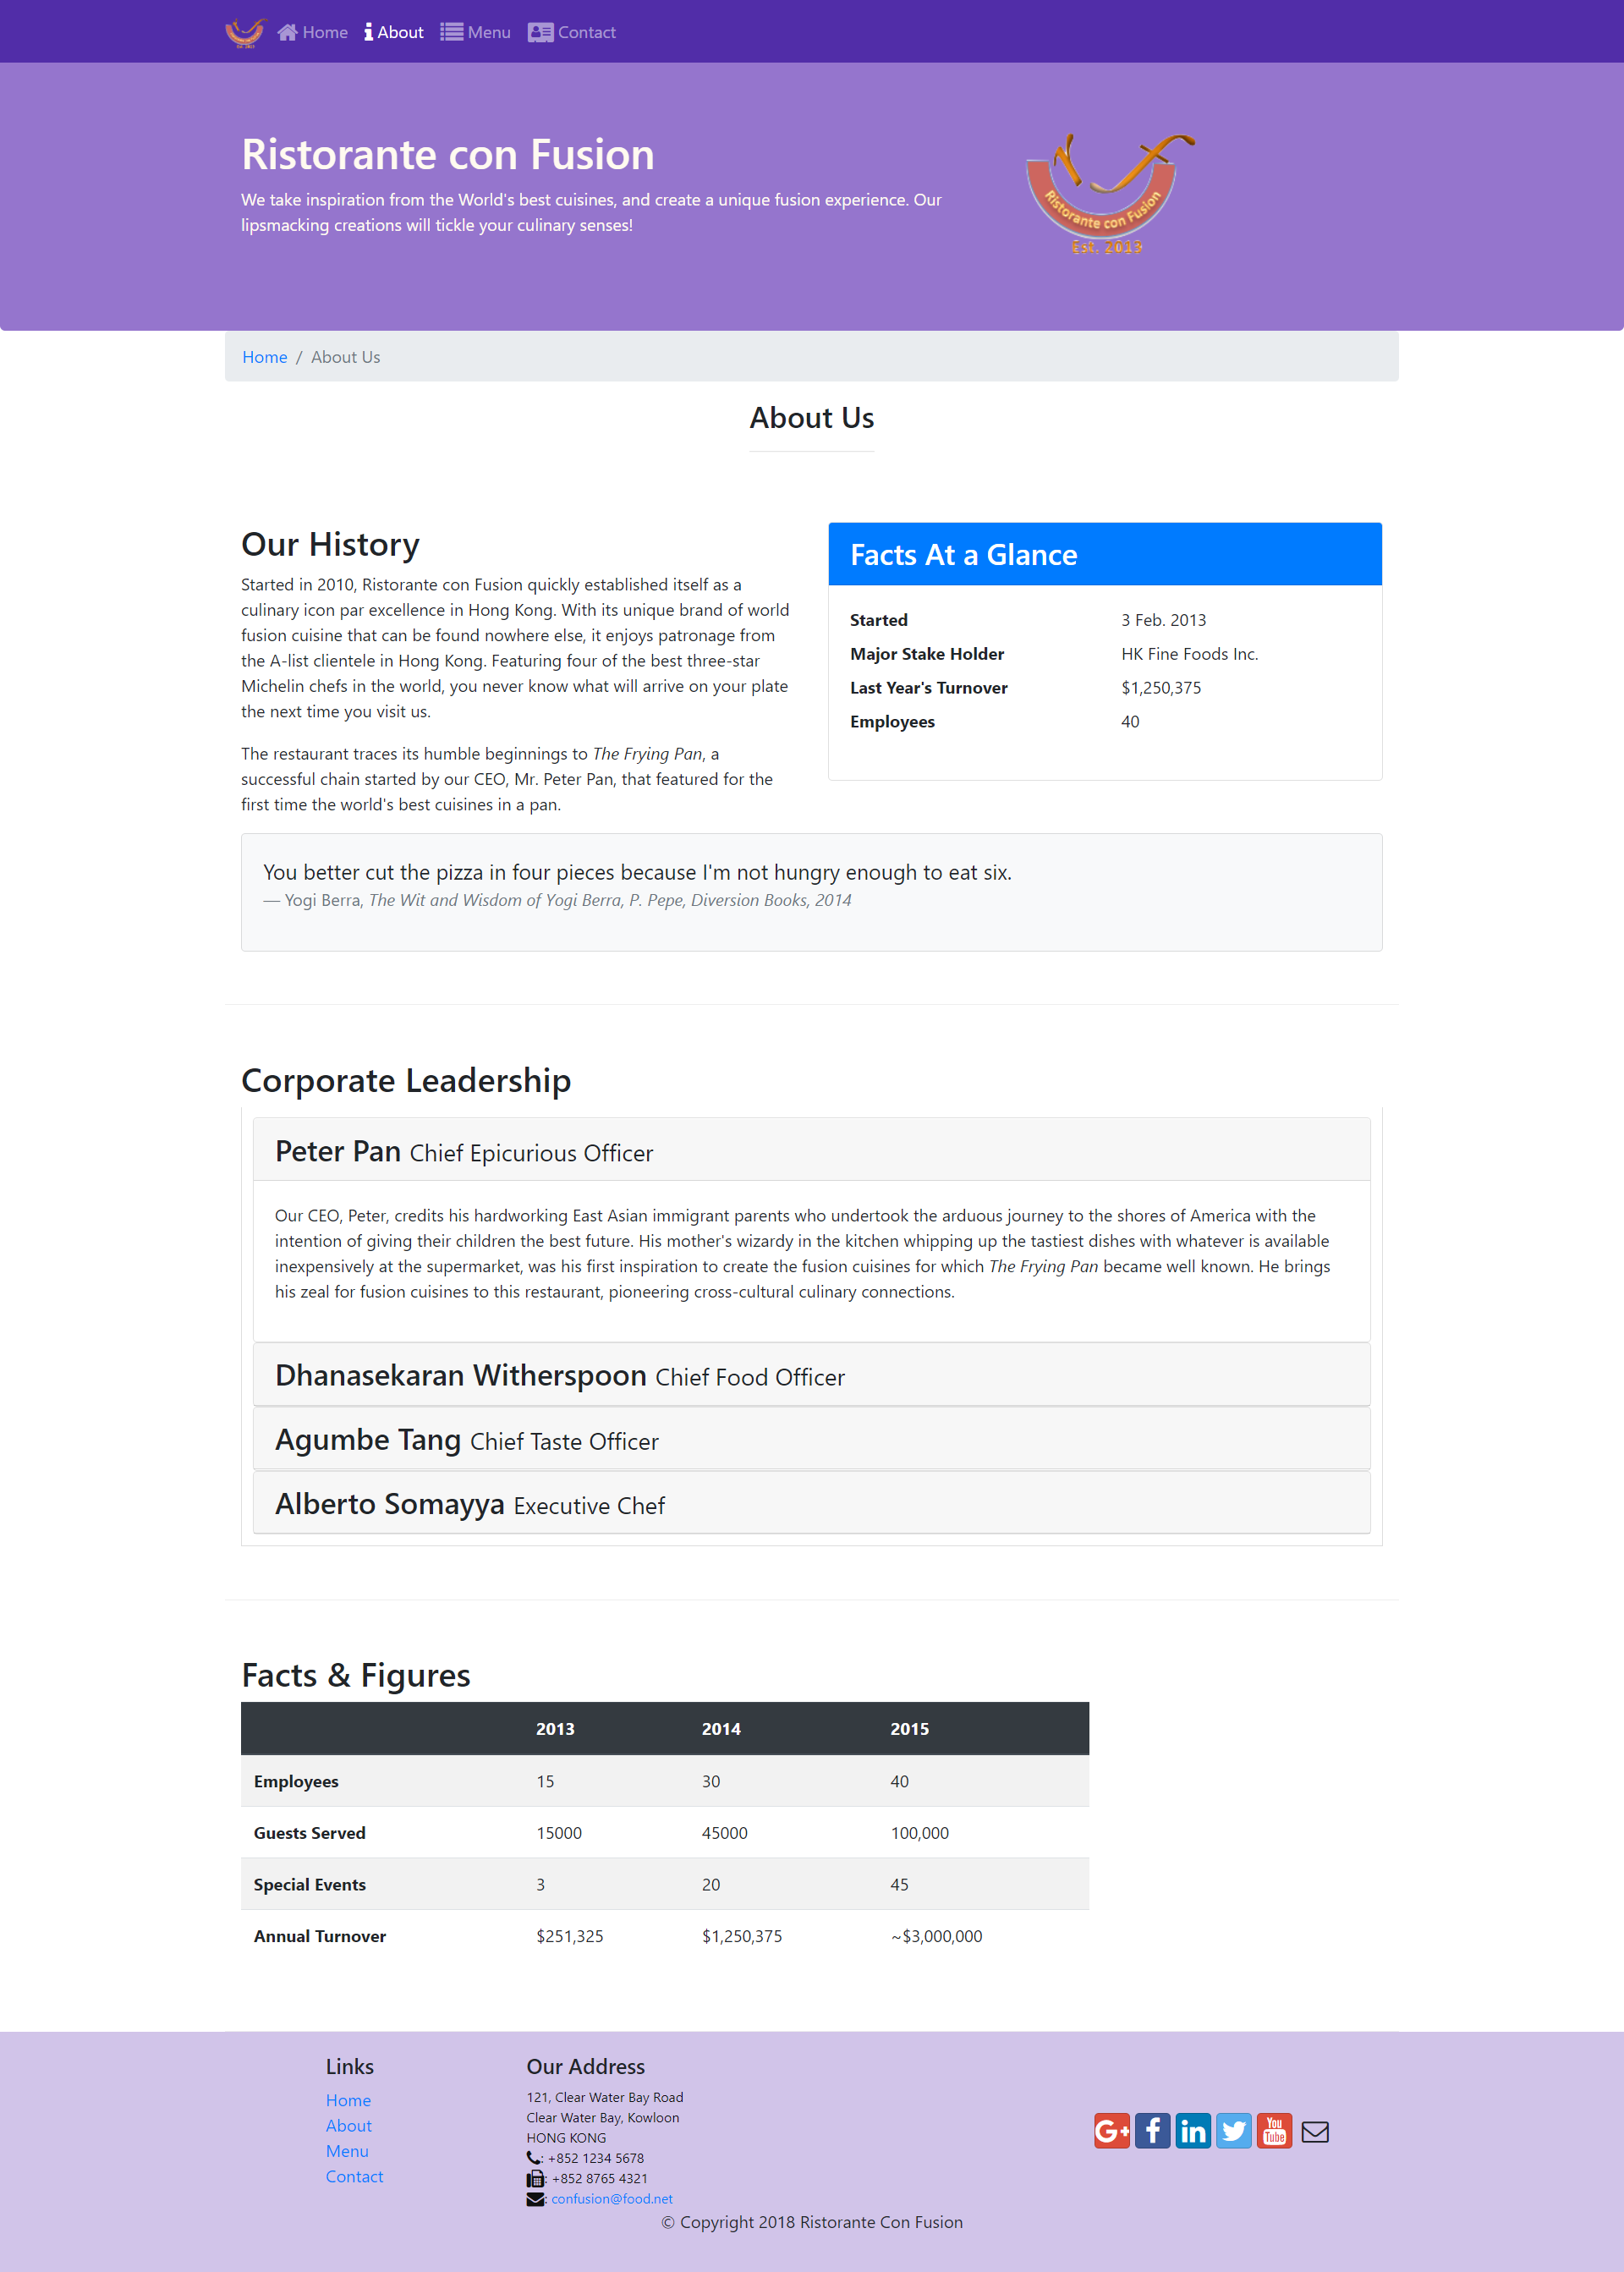 Home About Menu Contact
Ristorante con Fusion
We take inspiration from the World's best cuisines, and create a unique fusion experience. Our
lipsmacking creations will tickle your culinary senses!
Ristorante con Fusion
Est. 2013
Home / About Us
About Us
Our History
Started in 2010, Ristorante con Fusion quickly established itself as a
culinary icon par excellence in Hong Kong. With its unique brand of world
fusion cuisine that can be found nowhere else, it enjoys patronage from
the A-list clientele in Hong Kong. Featuring four of the best three-star
Michelin chefs in the world, you never know what will arrive on your plate
the next time you visit us.
The restaurant traces its humble beginnings to The Frying Pan, a
successful chain started by our CEO, Mr. Peter Pan, that featured for the
first time the world's best cuisines in a pan.
Facts At a Glance
Started 3 Feb. 2013
Major Stake Holder HK Fine Foods Inc.
Last Year's Turnover $1,250,375
Employees 40
You better cut the pizza in four pieces because I'm not hungry enough to eat six.
— Yogi Berra, The Wit and Wisdom of Yogi Berra, P. Pepe, Diversion Books, 2014
Corporate Leadership
Peter Pan Chief Epicurious Officer
Our CEO, Peter, credits his hardworking East Asian immigrant parents who undertook the arduous journey to the shores of America with the
intention of giving their children the best future. His mother's wizardy in the kitchen whipping up the tastiest dishes with whatever is available
inexpensively at the supermarket, was his first inspiration to create the fusion cuisines for which The Frying Pan became well known. He brings
his zeal for fusion cuisines to this restaurant, pioneering cross-cultural culinary connections.
Dhanasekaran Witherspoon Chief Food Officer
Agumbe Tang Chief Taste Officer
Alberto Somayya Executive Chef
Facts & Figures
2013 2014 2015
Employees 15 30 40
Guests Served 15000 45000 100,000
Special Events 3 20 45
Annual Turnover $251,325 $1,250,375 ~$3,000,000
Links
Home
About
Menu
Contact
Our Address
121, Clear Water Bay Road
Clear Water Bay, Kowloon
HONG KONG
: +852 1234 5678
: +852 8765 4321
: confusion@food.net
G+ f in You Tube
© Copyright 2018 Ristorante Con Fusion